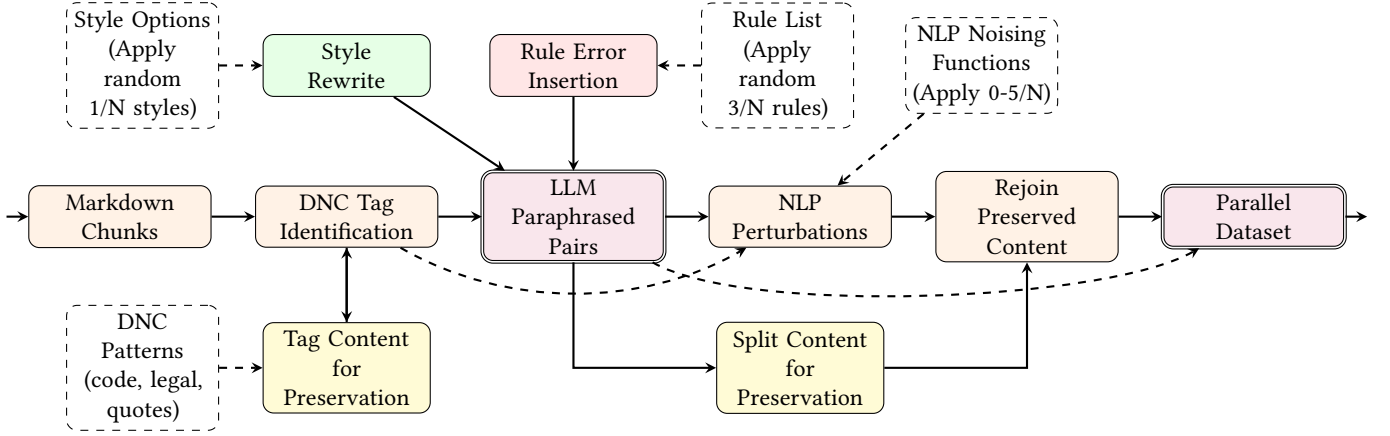 Style Options
(Apply
random
1/N styles)
Style
Rewrite
Rule Error
Insertion
Rule List
(Apply
random
3/N rules)
NLP Noising
Functions
(Apply 0-5/N)
Markdown
Chunks
DNC Tag
Identification
LLM
Paraphrased
Pairs
NLP
Perturbations
Rejoin
Preserved
Content
Parallel
Dataset
DNC
Patterns
(code, legal,
quotes)
Tag Content
for
Preservation
Split Content
for
Preservation